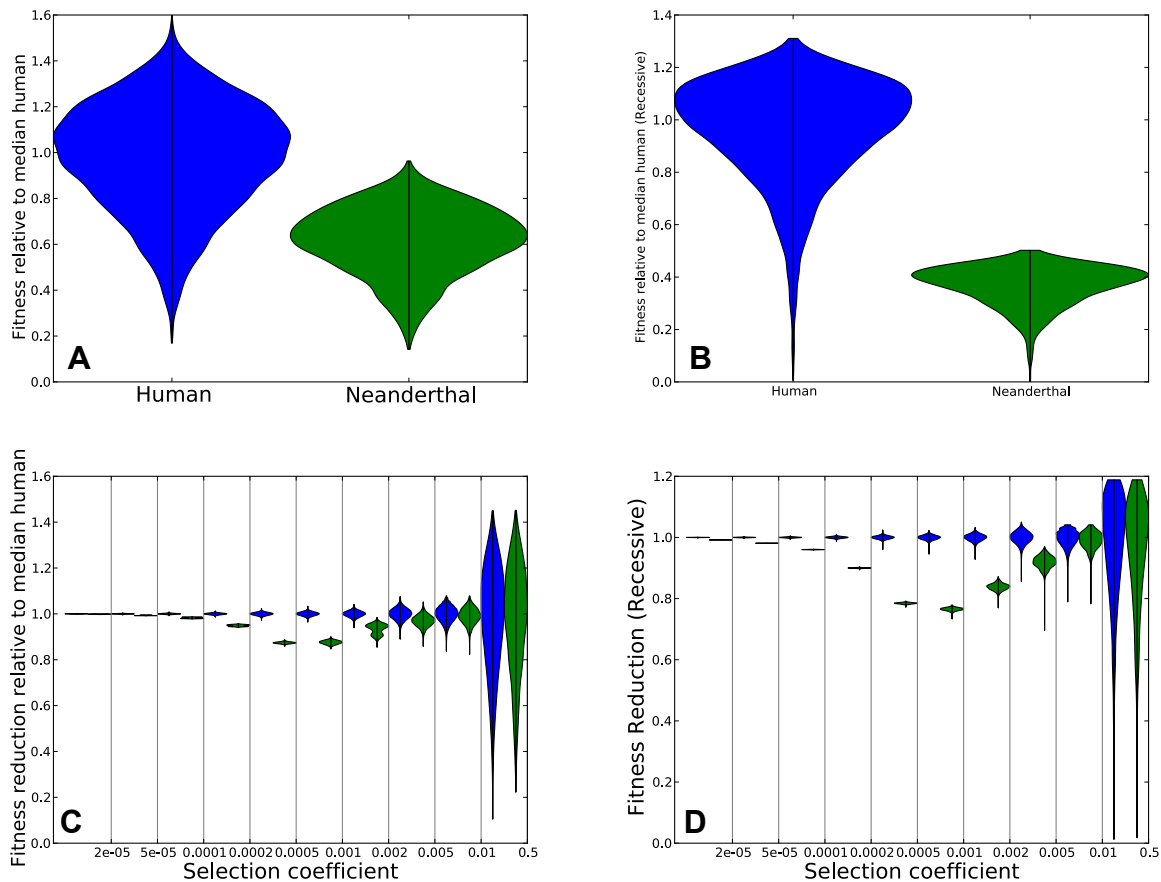 1.6
1.4
1.2
1.0
0.8
0.6
0.4
0.2
0.0
Fitness relative to median human
A
Human Neanderthal
1.4
1.2
1.0
0.8
0.6
0.4
0.2
0.0
Fitness relative to median human (Recessive)
B
Human Neanderthal
1.6
1.4
1.2
1.0
0.8
0.6
0.4
0.2
0.0
Fitness reduction relative to median human
C
2e-05 5e-05 0.0001 0.0002 0.0005 0.001 0.002 0.005 0.01 0.5
Selection coefficient
1.2
1.0
0.8
0.6
0.4
0.2
0.0
Fitness Reduction (Recessive)
D
2e-05 5e-05 0.0001 0.0002 0.0005 0.001 0.002 0.005 0.01 0.5
Selection coefficient